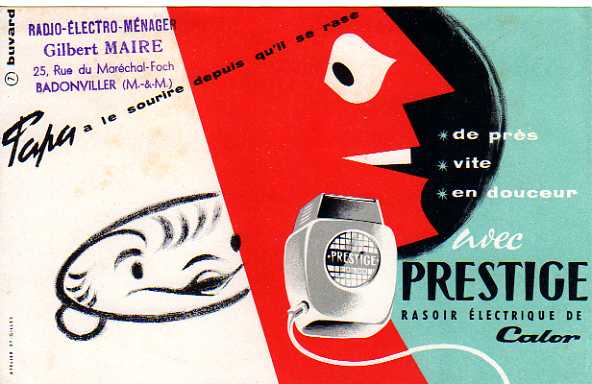 buvard
7
RADIO-ÉLECTRO-MÉNAGER
Gilbert MAIRE
25, Rue du Maréchal-Foch
BADONVILLER (M.-&-M.)
Papa a le sourire depuis qu'il se rase
* de près
* vite
* en douceur
avec
PRESTIGE
RASOIR ÉLECTRIQUE DE
Calor
PRESTIGE